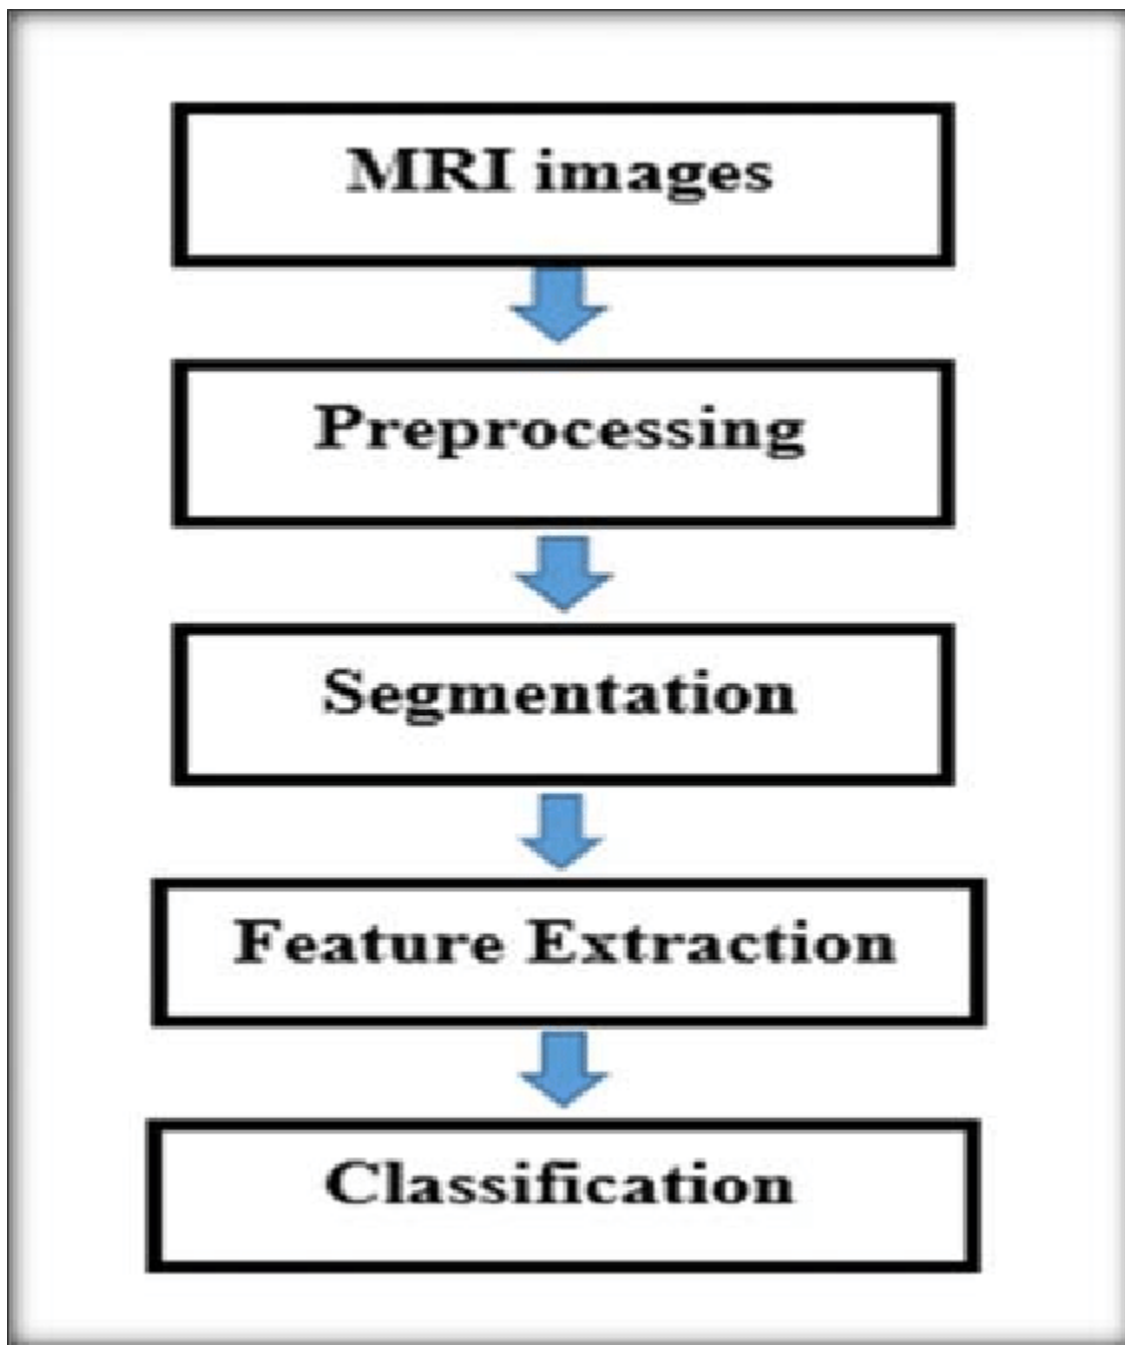 MRI images
Preprocessing
Segmentation
Feature Extraction
Classification